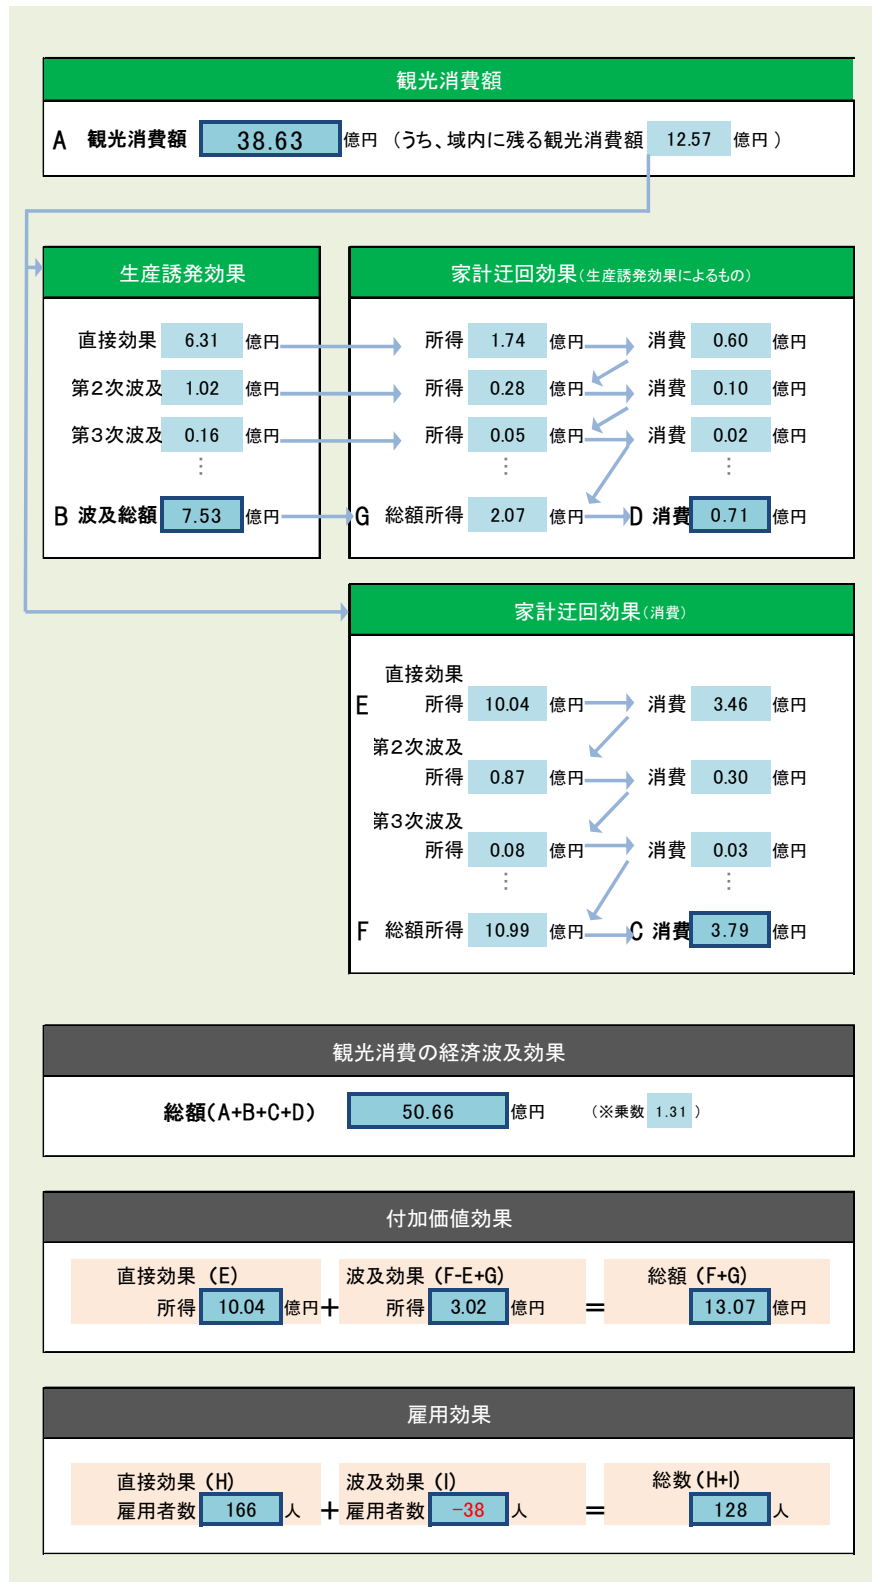 観光消費額
A 観光消費額 38.63 億円 (うち、域内に残る観光消費額 12.57 億円)
生産誘発効果
直接効果 6.31 億円
第2次波及 1.02 億円
第3次波及 0.16 億円
⋮
B 波及総額 7.53 億円
家計迂回効果(生産誘発効果によるもの)
所得 1.74 億円 消費 0.60 億円
所得 0.28 億円 消費 0.10 億円
所得 0.05 億円 消費 0.02 億円
⋮ ⋮
G 総額所得 2.07 億円 D 消費 0.71 億円
家計迂回効果(消費)
直接効果
E 所得 10.04 億円 消費 3.46 億円
第2次波及
所得 0.87 億円 消費 0.30 億円
第3次波及
所得 0.08 億円 消費 0.03 億円
⋮ ⋮
F 総額所得 10.99 億円 C 消費 3.79 億円
観光消費の経済波及効果
総額(A+B+C+D) 50.66 億円 (※乗数 1.31 )
付加価値効果
直接効果 (E) 波及効果 (F-E+G) 総額 (F+G)
所得 10.04 億円 + 所得 3.02 億円 = 13.07 億円
雇用効果
直接効果 (H) 波及効果 (I) 総数 (H+I)
雇用者数 166 人 + 雇用者数 -38 人 = 128 人